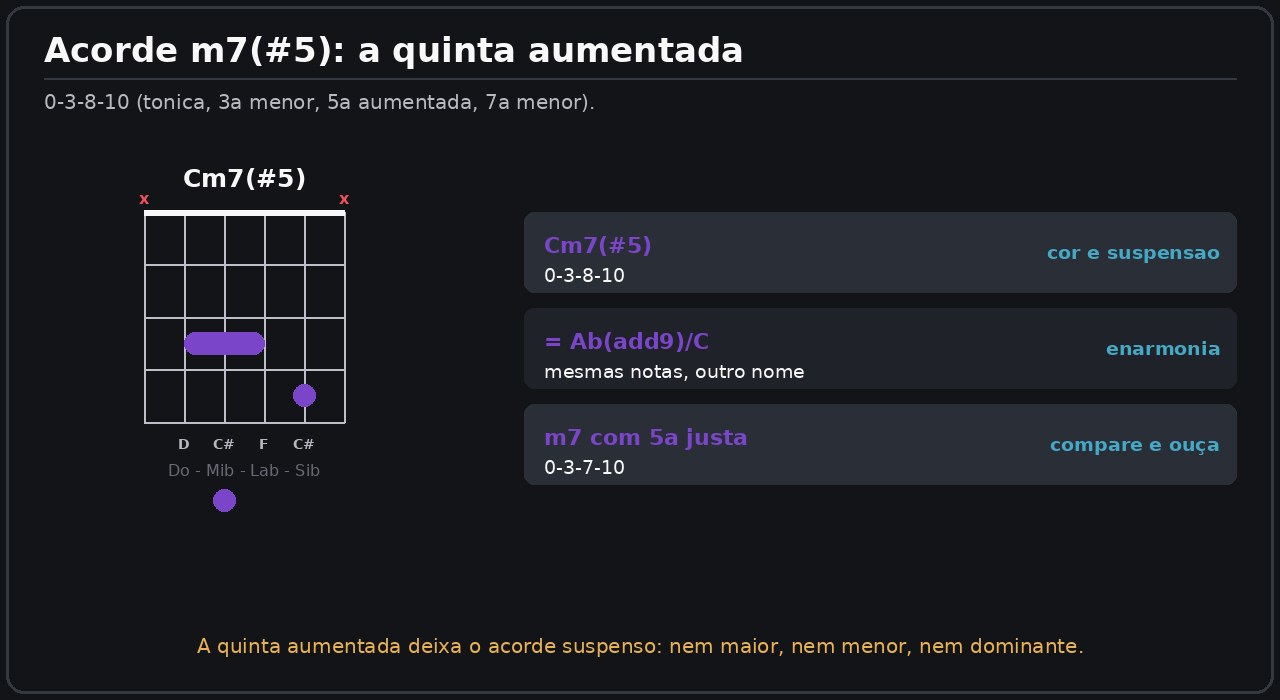 Acorde m7(#5): a quinta aumentada
0-3-8-10 (tonica, 3a menor, 5a aumentada, 7a menor).
Cm7(#5)
x x
D C# F C#
Do - Mib - Lab - Sib
Cm7(#5)
0-3-8-10
cor e suspensao
= Ab(add9)/C
mesmas notas, outro nome
enarmonia
m7 com 5a justa
0-3-7-10
compare e ouça
A quinta aumentada deixa o acorde suspenso: nem maior, nem menor, nem dominante.